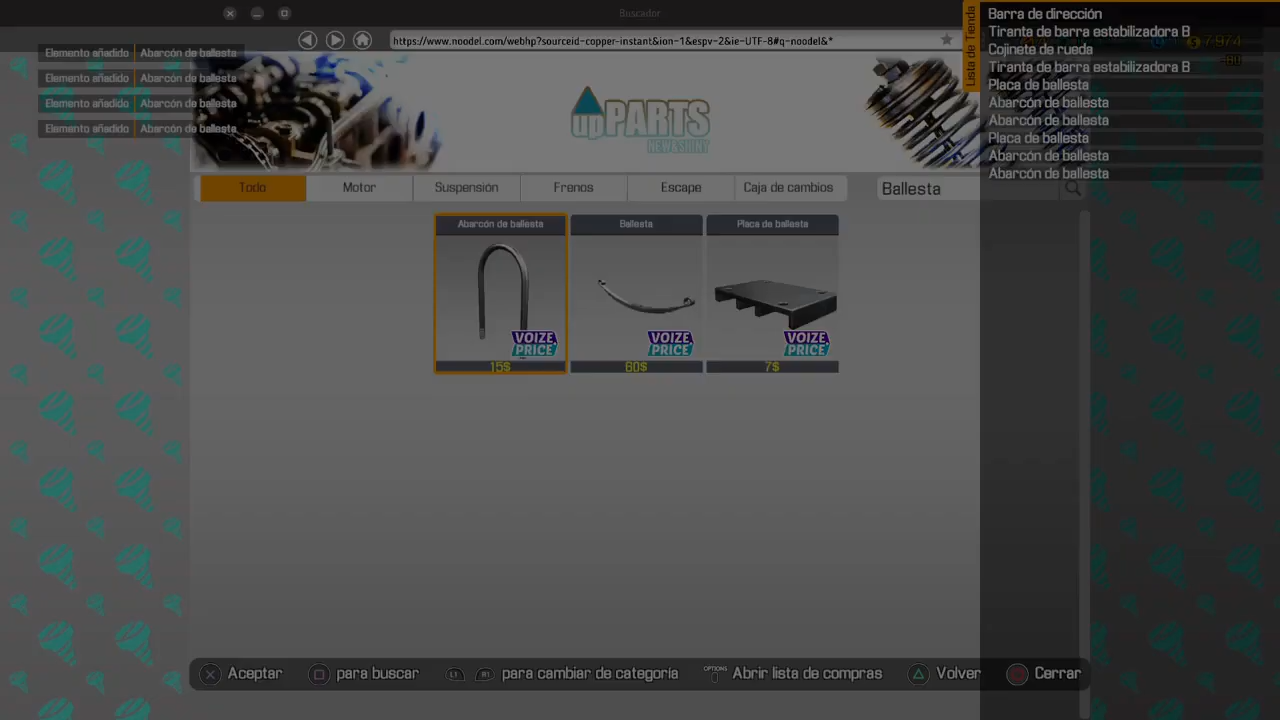 Buscador
https://www.noodel.com/webhp?sourceid-copper-instant&ion-1&espv-2&ie-UTF-8#q-noodel&*
Elemento añadido Abarcón de ballesta
Elemento añadido Abarcón de ballesta
Elemento añadido Abarcón de ballesta
Elemento añadido Abarcón de ballesta
upPARTS
NEW&SHINY
Todo Motor Suspensión Frenos Escape Caja de cambios Ballesta
Abarcón de ballesta Ballesta Placa de ballesta
VOIZE PRICE VOIZE PRICE VOIZE PRICE
15$ 60$ 7$
Lista de Tienda
Barra de dirección
Tirante de barra estabilizadora B
Cojinete de rueda
Tirante de barra estabilizadora B
Placa de ballesta
Abarcón de ballesta
Abarcón de ballesta
Placa de ballesta
Abarcón de ballesta
Abarcón de ballesta
Aceptar para buscar para cambiar de categoría OPTIONS Abrir lista de compras Volver Cerrar